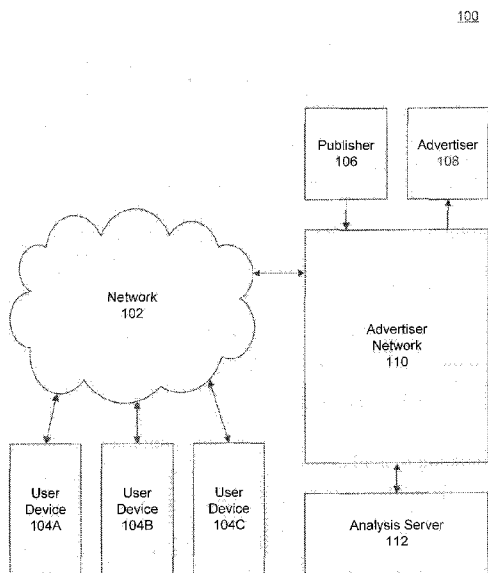 100
Publisher
106
Advertiser
108
Network
102
Advertiser
Network
110
User
Device
104A
User
Device
104B
User
Device
104C
Analysis Server
112